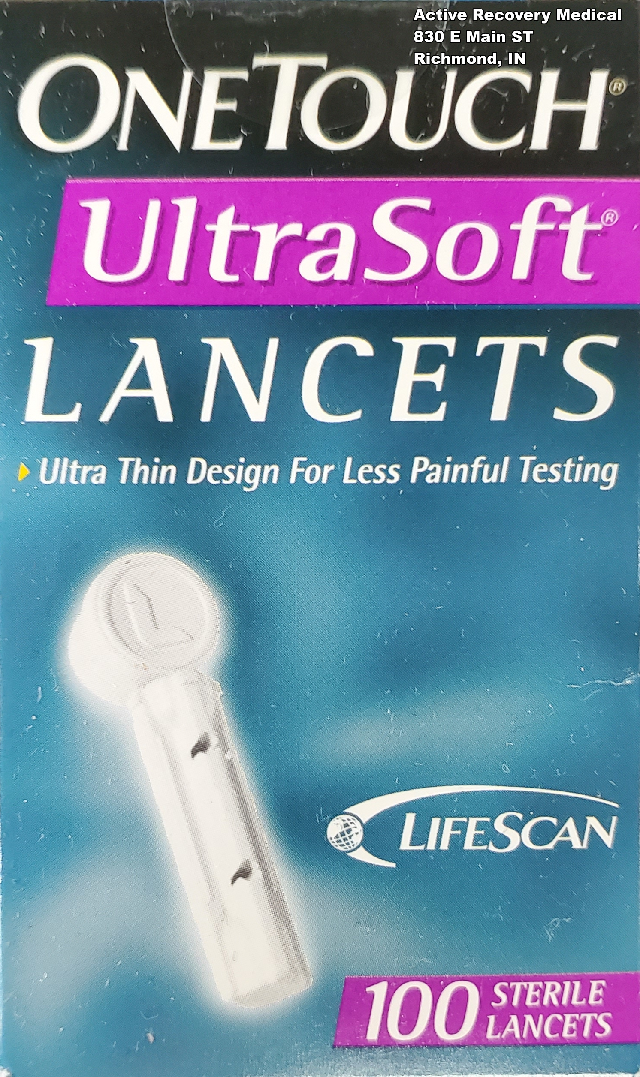 Active Recovery Medical
830 E Main ST
Richmond, IN
ONETOUCH®
UltraSoft®
LANCETS
Ultra Thin Design For Less Painful Testing
L
LIFESCAN
100 STERILE
LANCETS